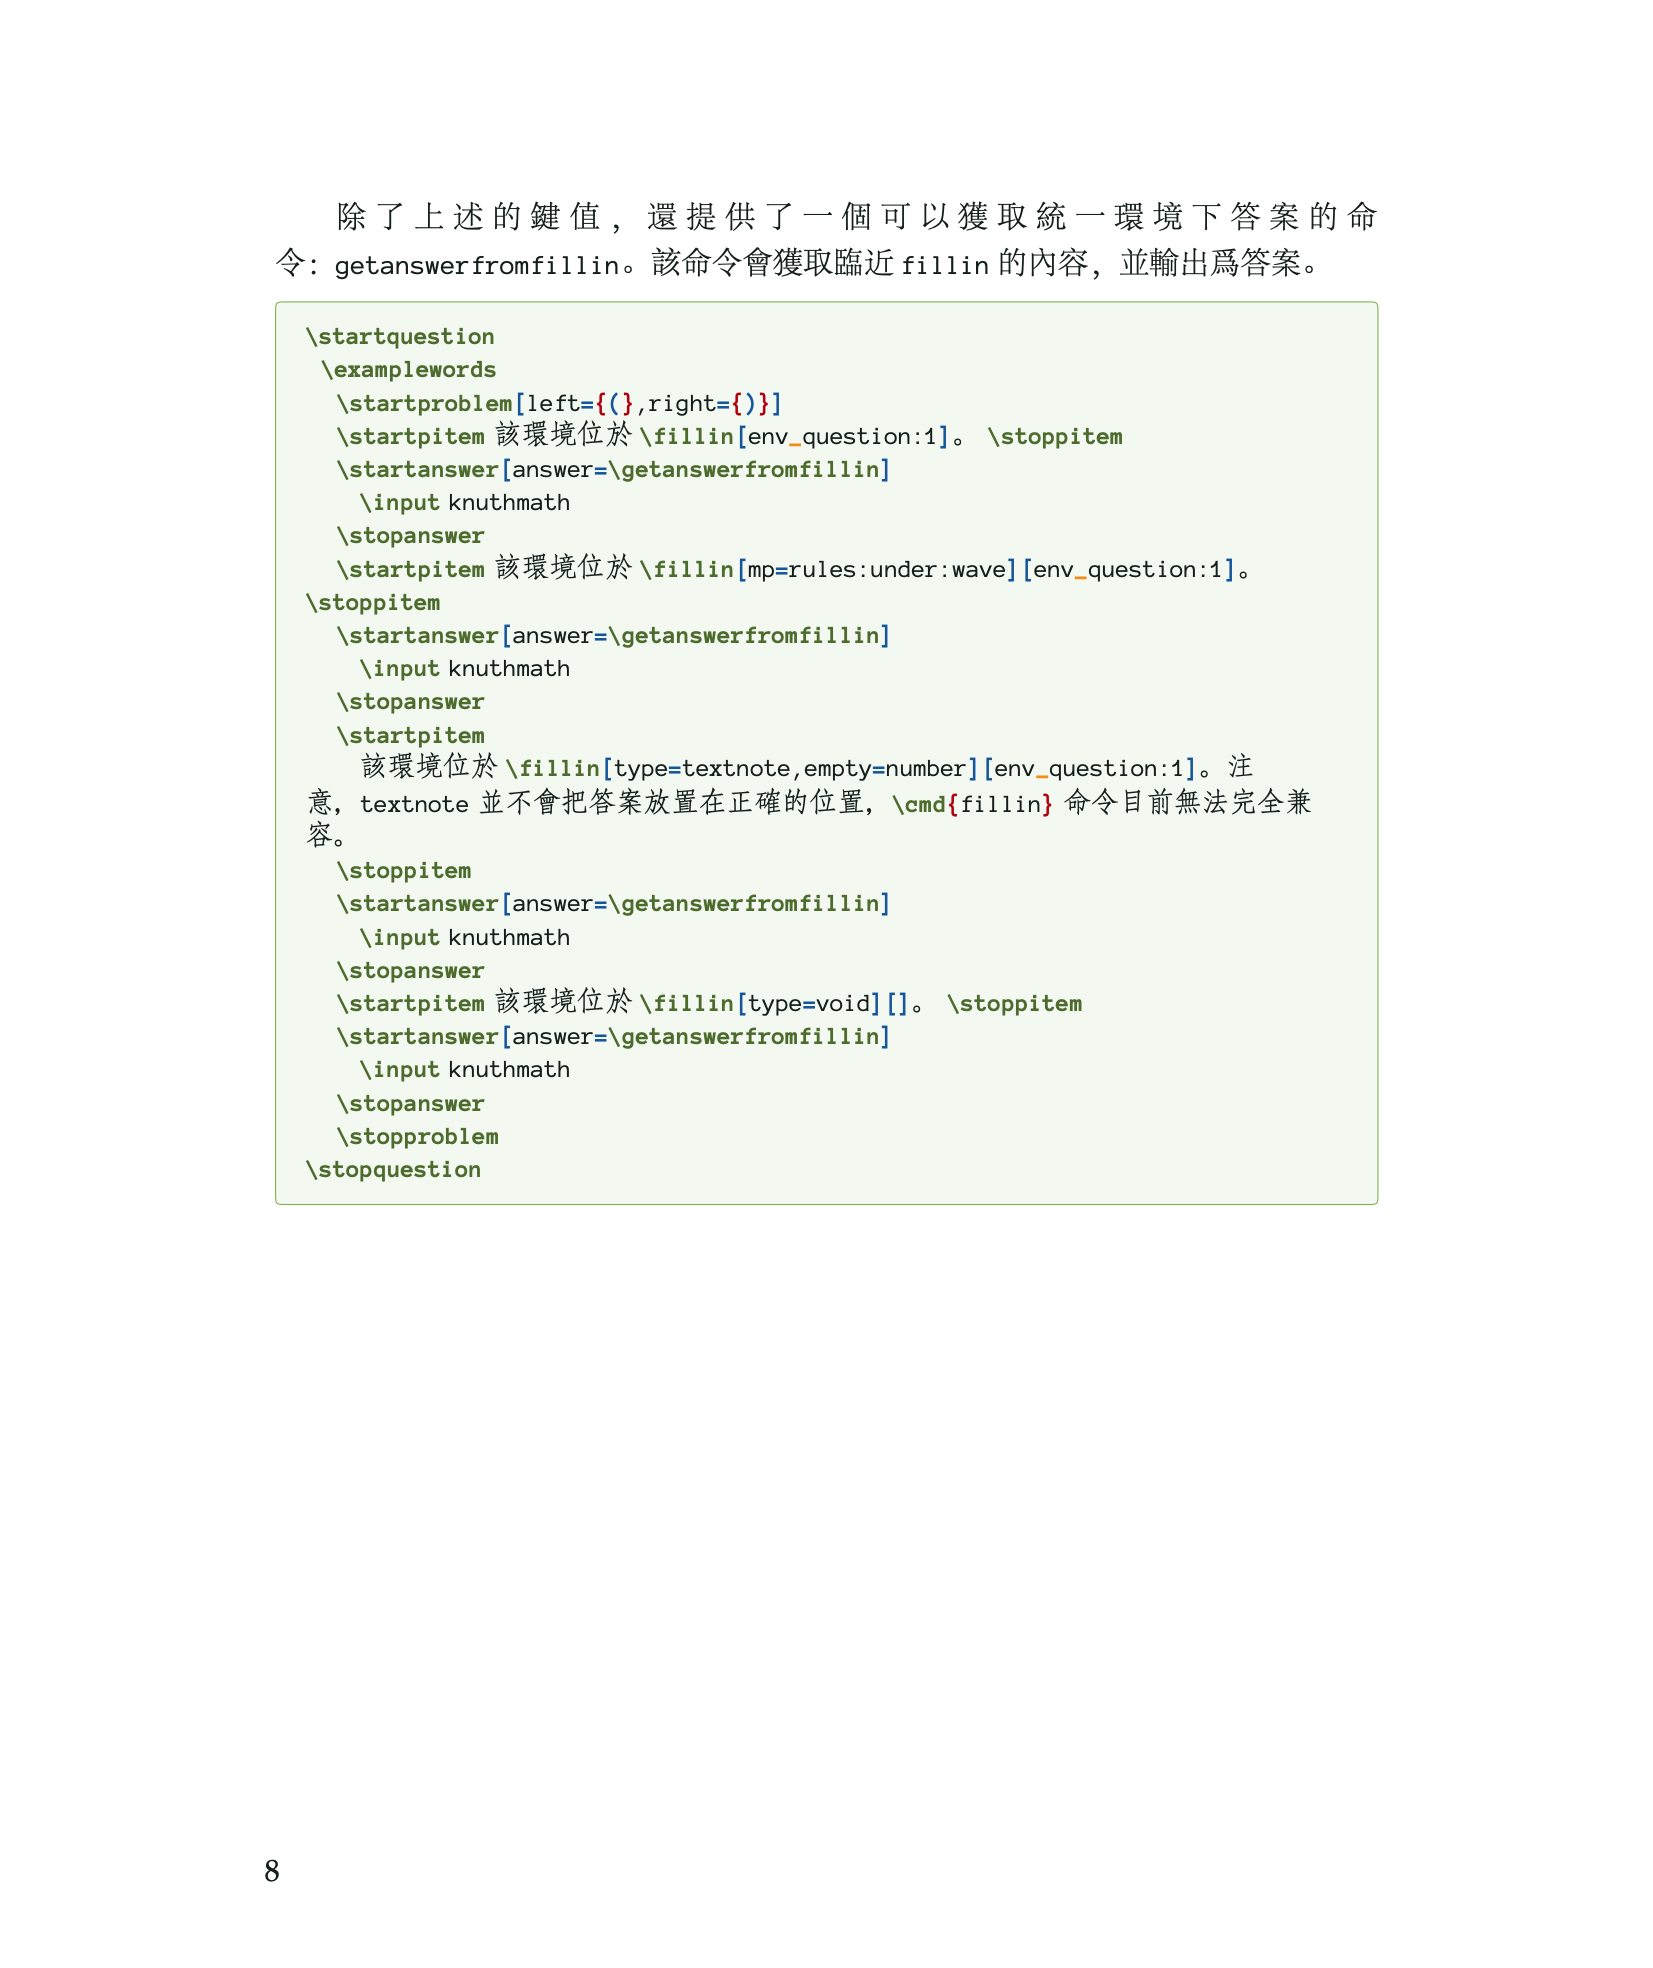 除了上述的鍵值，還提供了一個可以獲取統一環境下答案的命
令：getanswerfromfillin。該命令會獲取臨近 fillin 的內容，並輸出爲答案。
\startquestion
\examplewords
\startproblem[left={(},right={)}]
\startpitem 該環境位於 \fillin[env_question:1]。 \stoppitem
\startanswer[answer=\getanswerfromfillin]
\input knuthmath
\stopanswer
\startpitem 該環境位於 \fillin[mp=rules:under:wave][env_question:1]。
\stoppitem
\startanswer[answer=\getanswerfromfillin]
\input knuthmath
\stopanswer
\startpitem
該環境位於 \fillin[type=textnote,empty=number][env_question:1]。注
意，textnote 並不會把答案放置在正確的位置，\cmd{fillin} 命令目前無法完全兼
容。
\stoppitem
\startanswer[answer=\getanswerfromfillin]
\input knuthmath
\stopanswer
\startpitem 該環境位於 \fillin[type=void][]。 \stoppitem
\startanswer[answer=\getanswerfromfillin]
\input knuthmath
\stopanswer
\stopproblem
\stopquestion
8